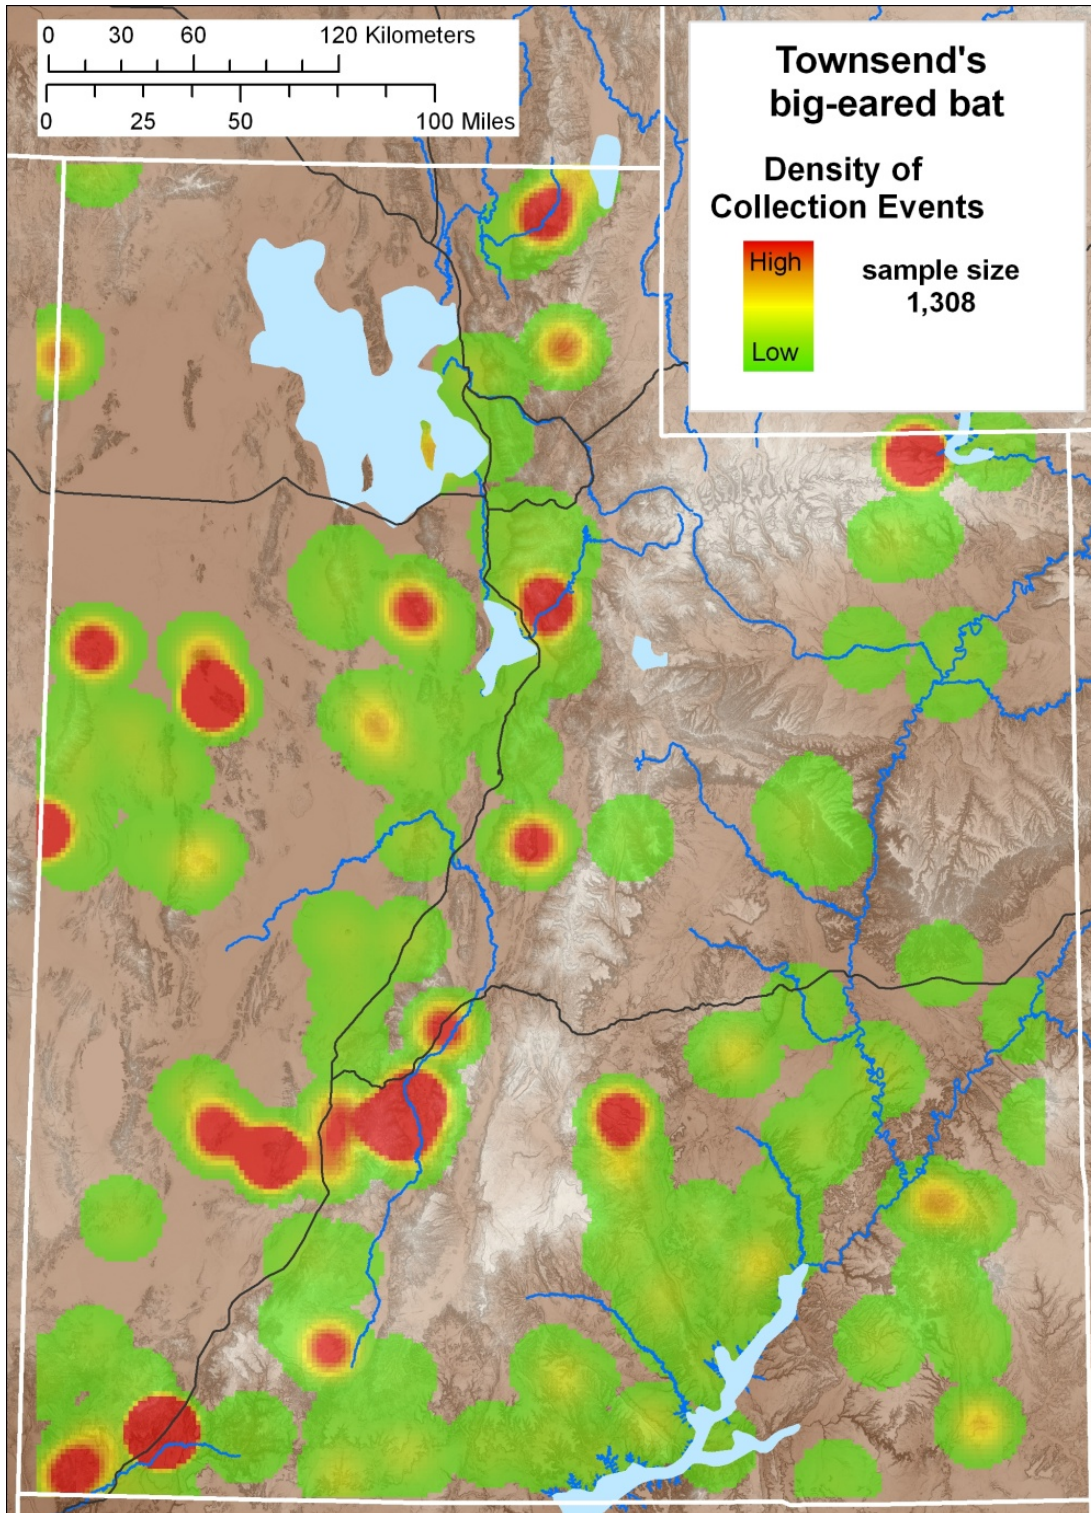 0 30 60 120 Kilometers
0 25 50 100 Miles
Townsend's
big-eared bat
Density of
Collection Events
High
Low
sample size
1,308